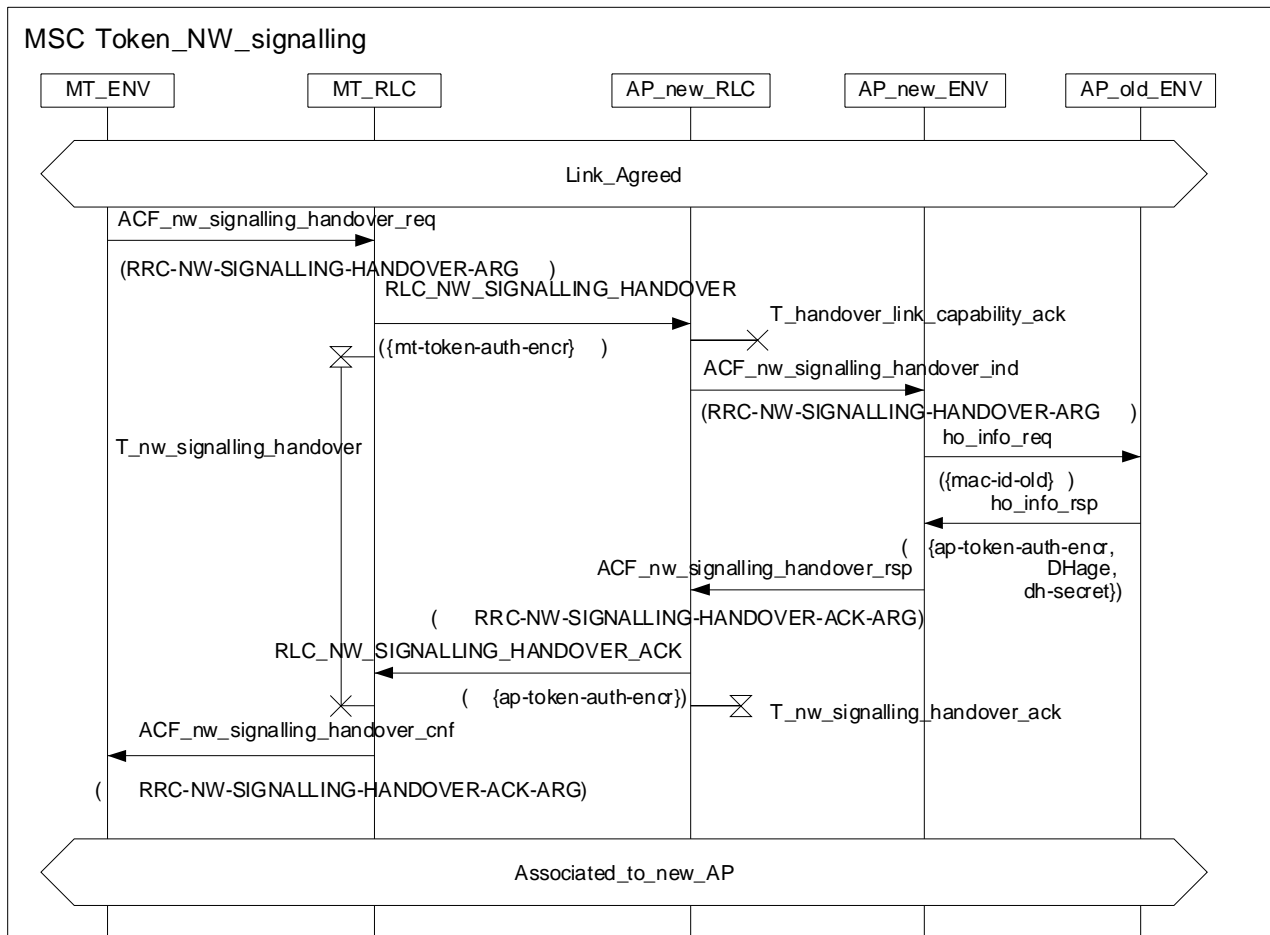 MSC Token_NW_signalling
MT_ENV
MT_RLC
AP_new_RLC
AP_new_ENV
AP_old_ENV
Link_Agreed
ACF_nw_signalling_handover_req
(RRC-NW-SIGNALLING-HANDOVER-ARG )
RLC_NW_SIGNALLING_HANDOVER
T_handover_link_capability_ack
({mt-token-auth-encr} )
ACF_nw_signalling_handover_ind
(RRC-NW-SIGNALLING-HANDOVER-ARG )
T_nw_signalling_handover
ho_info_req
({mac-id-old} )
ho_info_rsp
( {ap-token-auth-encr,
DHage,
dh-secret})
ACF_nw_signalling_handover_rsp
( RRC-NW-SIGNALLING-HANDOVER-ACK-ARG)
RLC_NW_SIGNALLING_HANDOVER_ACK
( {ap-token-auth-encr})
T_nw_signalling_handover_ack
ACF_nw_signalling_handover_cnf
( RRC-NW-SIGNALLING-HANDOVER-ACK-ARG)
Associated_to_new_AP